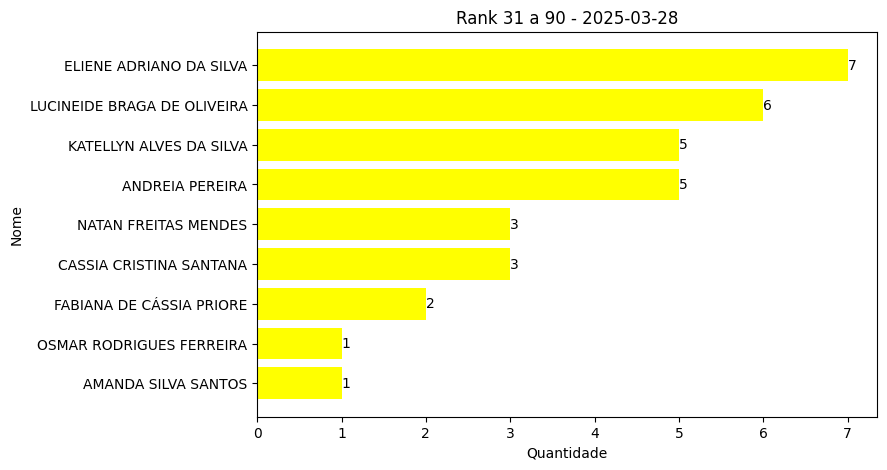 Rank 31 a 90 - 2025-03-28
ELIENE ADRIANO DA SILVA 7
LUCINEIDE BRAGA DE OLIVEIRA 6
KATELLYN ALVES DA SILVA 5
ANDREIA PEREIRA 5
NATAN FREITAS MENDES 3
CASSIA CRISTINA SANTANA 3
FABIANA DE CÁSSIA PRIORE 2
OSMAR RODRIGUES FERREIRA 1
AMANDA SILVA SANTOS 1
Nome
0 1 2 3 4 5 6 7
Quantidade